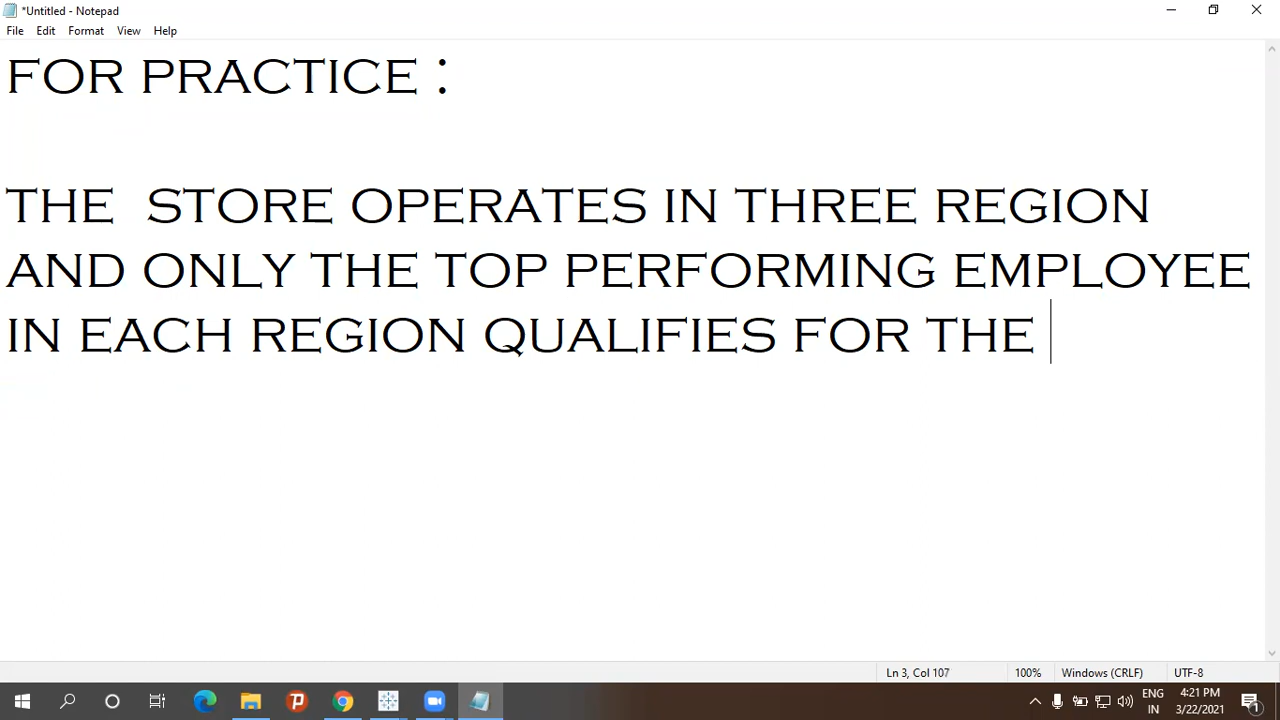 *Untitled - Notepad
File Edit Format View Help
FOR PRACTICE :
THE  STORE OPERATES IN THREE REGION
AND ONLY THE TOP PERFORMING EMPLOYEE
IN EACH REGION QUALIFIES FOR THE
Ln 3, Col 107 100% Windows (CRLF) UTF-8
ENG 4:21 PM
IN 3/22/2021 1